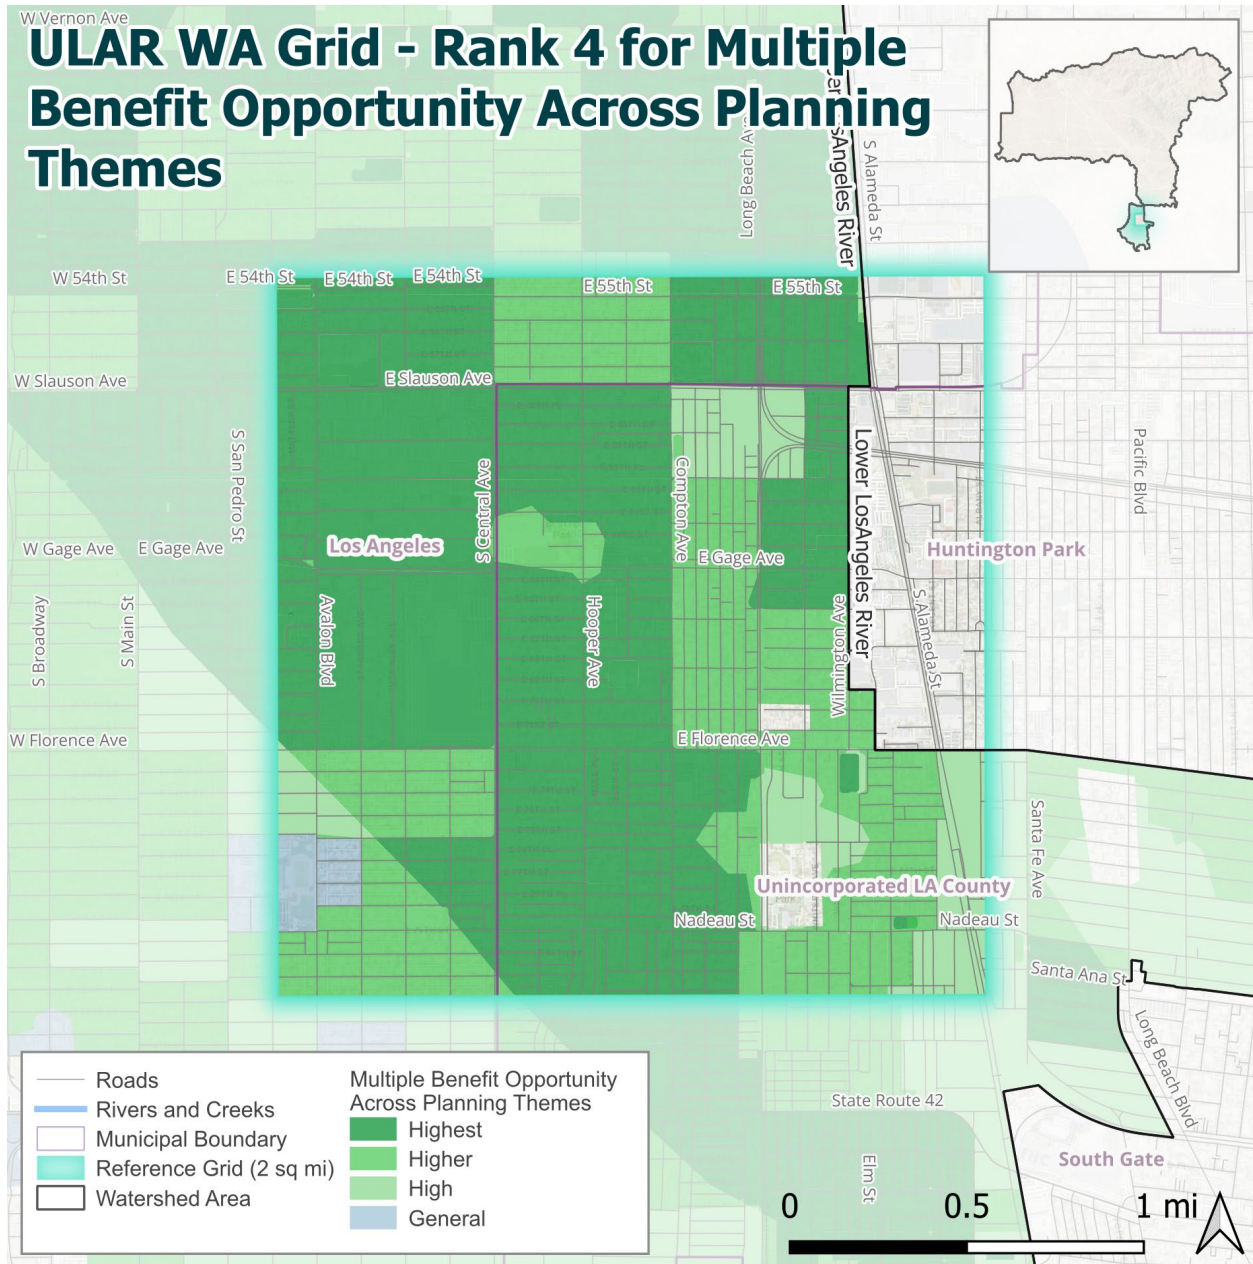 W Vernon Ave
ULAR WA Grid - Rank 4 for Multiple
Benefit Opportunity Across Planning
Themes
Long Beach Av
er LosAngeles River
S Alameda St
W 54th St
E 54th St
E 54th St
E 54th St
E 55th St
E 55th St
W Slauson Ave
E Slauson Ave
S San Pedro St
S Central Ave
Compton Ave
Lower LosAngeles River
Pacific Blvd
W Gage Ave
E Gage Ave
Los Angeles
E Gage Ave
Huntington Park
S Broadway
S Main St
Avalon Blvd
Hooper Ave
Wilmington Ave
S Alameda St
W Florence Ave
E Florence Ave
Santa Fe Ave
Unincorporated LA County
Park
Nadeau St
Nadeau St
Santa Ana St
Long Beach Blvd
State Route 42
Elm St
South Gate
Roads
Rivers and Creeks
Municipal Boundary
Reference Grid (2 sq mi)
Watershed Area
Multiple Benefit Opportunity
Across Planning Themes
Highest
Higher
High
General
0 0.5 1 mi